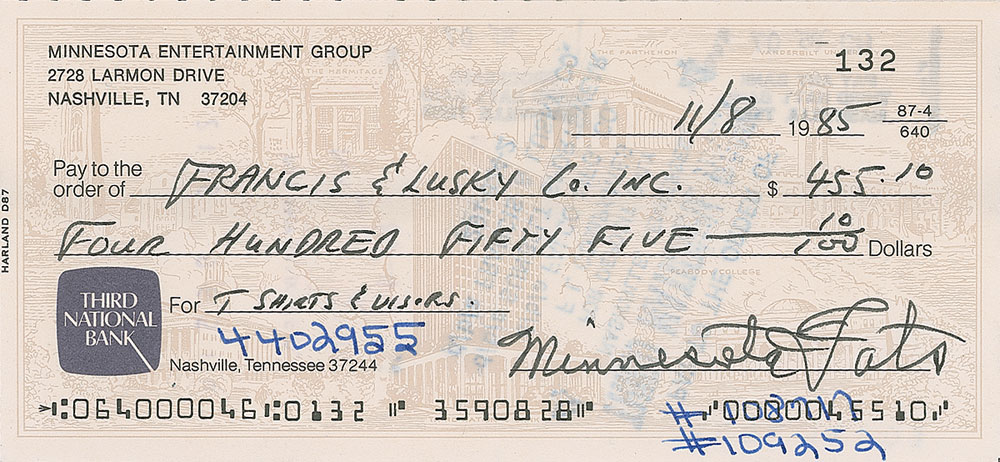 MINNESOTA ENTERTAINMENT GROUP
2728 LARMON DRIVE
NASHVILLE, TN 37204
132
THE HERMITAGE
THE PARTHENON
VANDERBILT
11/8 1985
87-4
640
Pay to the
order of FRANCIS & LUSKY Co. INC. $ 455.10
FOUR HUNDRED FIFTY FIVE 10/100 Dollars
PEABODY COLLEGE
THIRD
NATIONAL
BANK
For T SHIRTS & VISORS.
4402955
Nashville, Tennessee 37244
Minnesota Fats
HARLAND D87
⑆064000046⑆0132 ⑈ 3590828⑈ ⑈0000045510⑈
#108717
#109252